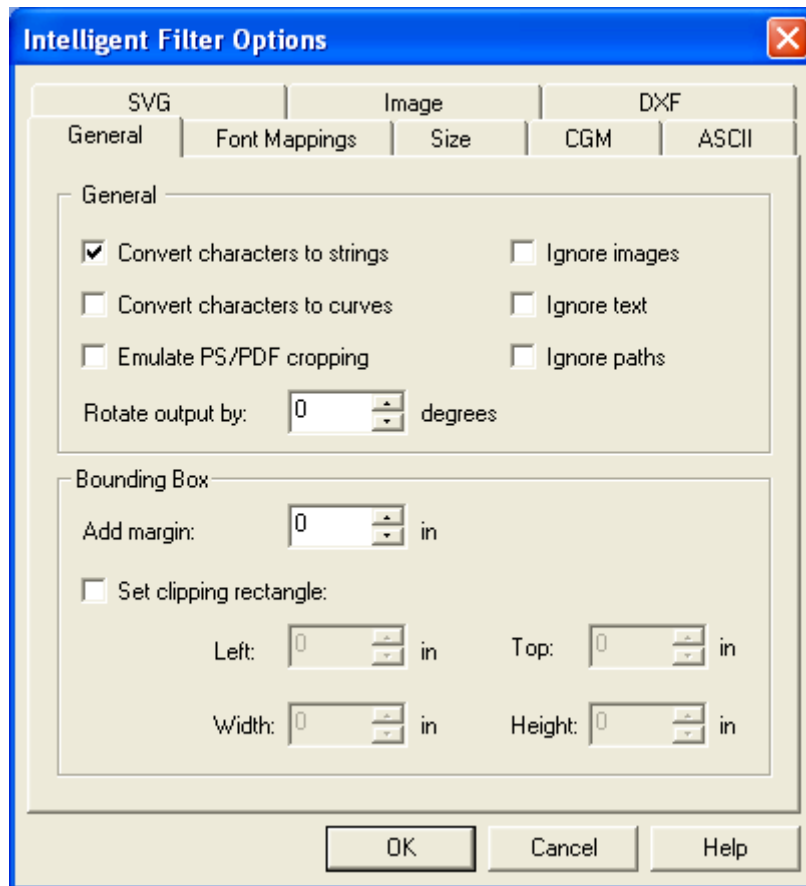 Intelligent Filter Options
SVG Image DXF
General Font Mappings Size CGM ASCII
General
Convert characters to strings Ignore images
Convert characters to curves Ignore text
Emulate PS/PDF cropping Ignore paths
Rotate output by: 0 degrees
Bounding Box
Add margin: 0 in
Set clipping rectangle:
Left: 0 in Top: 0 in
Width: 0 in Height: 0 in
OK Cancel Help